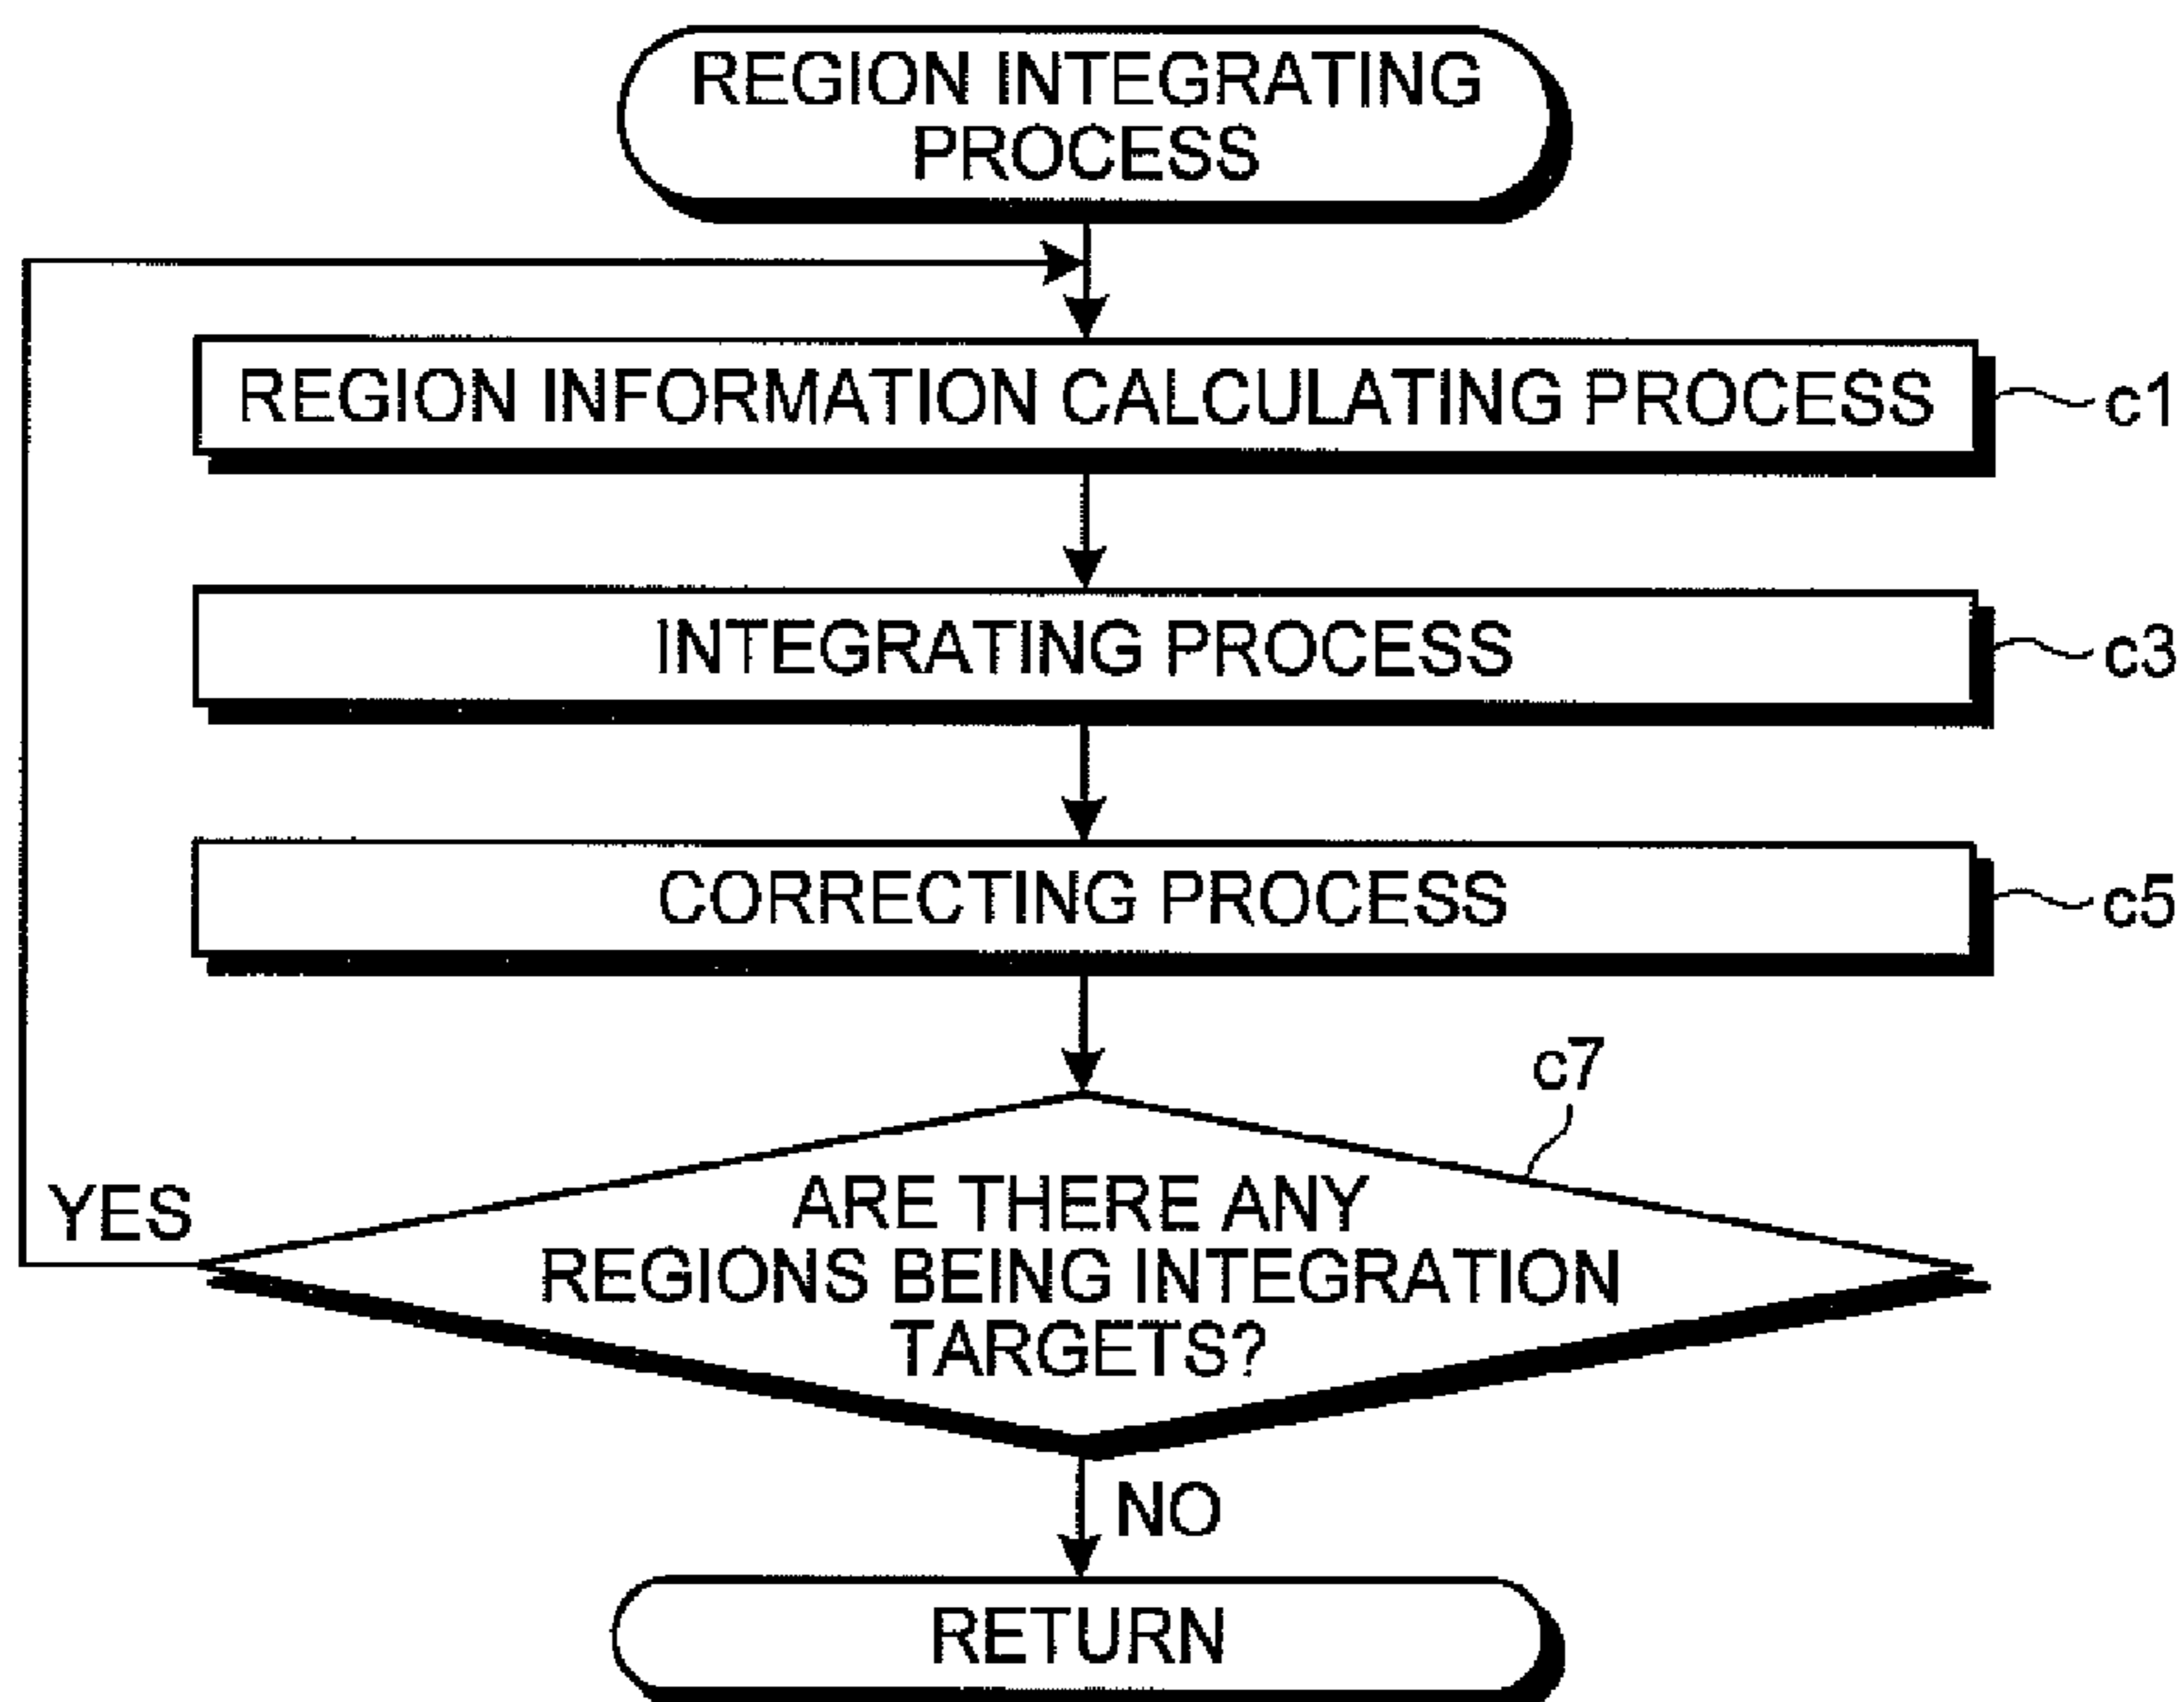 REGION INTEGRATING
PROCESS
REGION INFORMATION CALCULATING PROCESS
c1
INTEGRATING PROCESS
c3
CORRECTING PROCESS
c5
c7
YES
ARE THERE ANY
REGIONS BEING INTEGRATION
TARGETS?
NO
RETURN